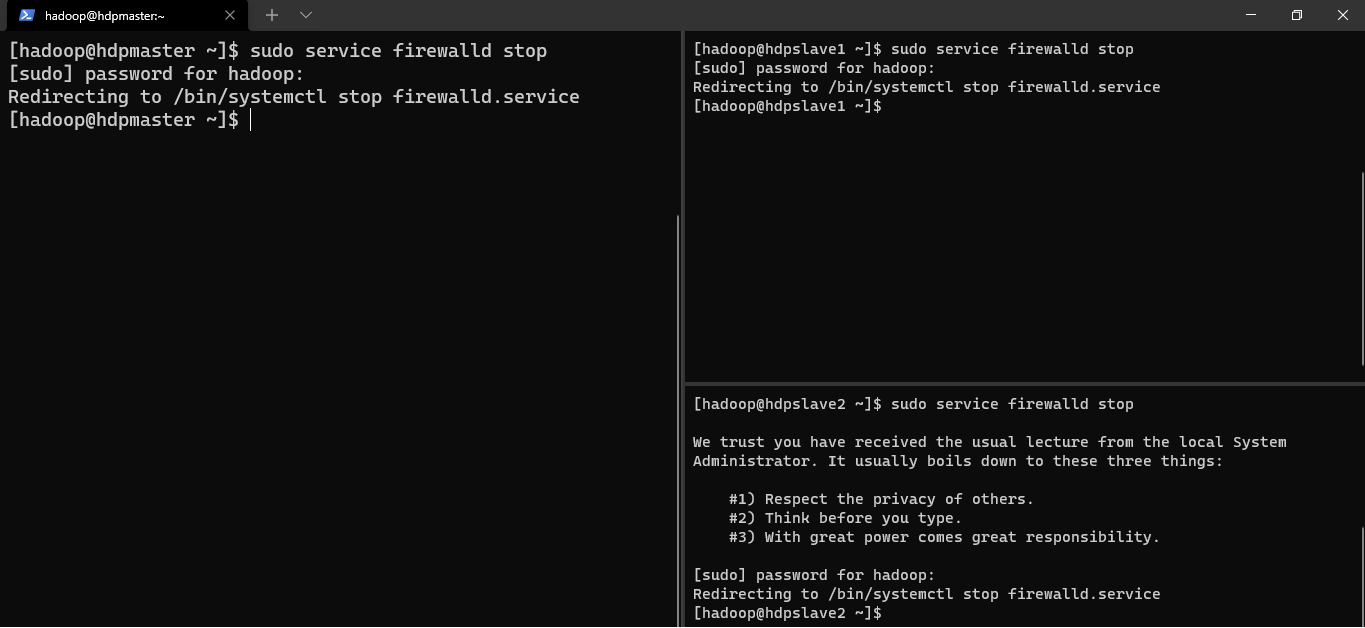 hadoop@hdpmaster:~
[hadoop@hdpmaster ~]$ sudo service firewalld stop
[sudo] password for hadoop:
Redirecting to /bin/systemctl stop firewalld.service
[hadoop@hdpmaster ~]$
[hadoop@hdpslave1 ~]$ sudo service firewalld stop
[sudo] password for hadoop:
Redirecting to /bin/systemctl stop firewalld.service
[hadoop@hdpslave1 ~]$
[hadoop@hdpslave2 ~]$ sudo service firewalld stop
We trust you have received the usual lecture from the local System
Administrator. It usually boils down to these three things:
#1) Respect the privacy of others.
#2) Think before you type.
#3) With great power comes great responsibility.
[sudo] password for hadoop:
Redirecting to /bin/systemctl stop firewalld.service
[hadoop@hdpslave2 ~]$